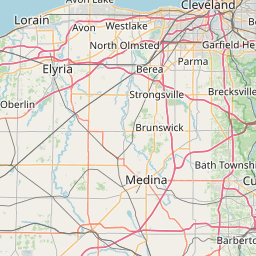 Avon Lake
Cleveland
Lorain
Westlake
Avon
North Olmsted
Garfield He
Elyria
Parma
Berea
Strongsville
Brecksville
Oberlin
Brunswick
Bath Township
Medina
Cu
Barberto